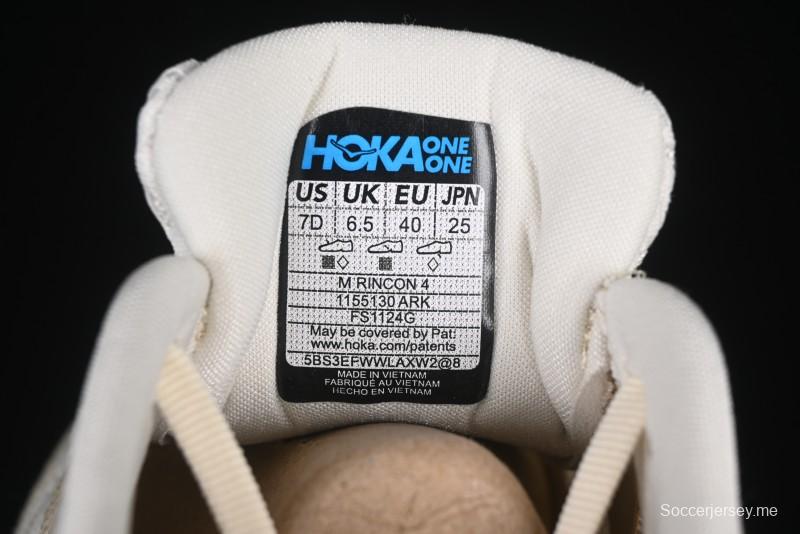 HOKA ONE ONE
US UK EU JPN
7D 6.5 40 25
M RINCON 4
1155130 ARK
FS1124G
May be covered by Pat:
www.hoka.com/patents
5BS3EFWWLAXW2@8
MADE IN VIETNAM
FABRIQUÉ AU VIETNAM
HECHO EN VIETNAM
Soccerjersey.me